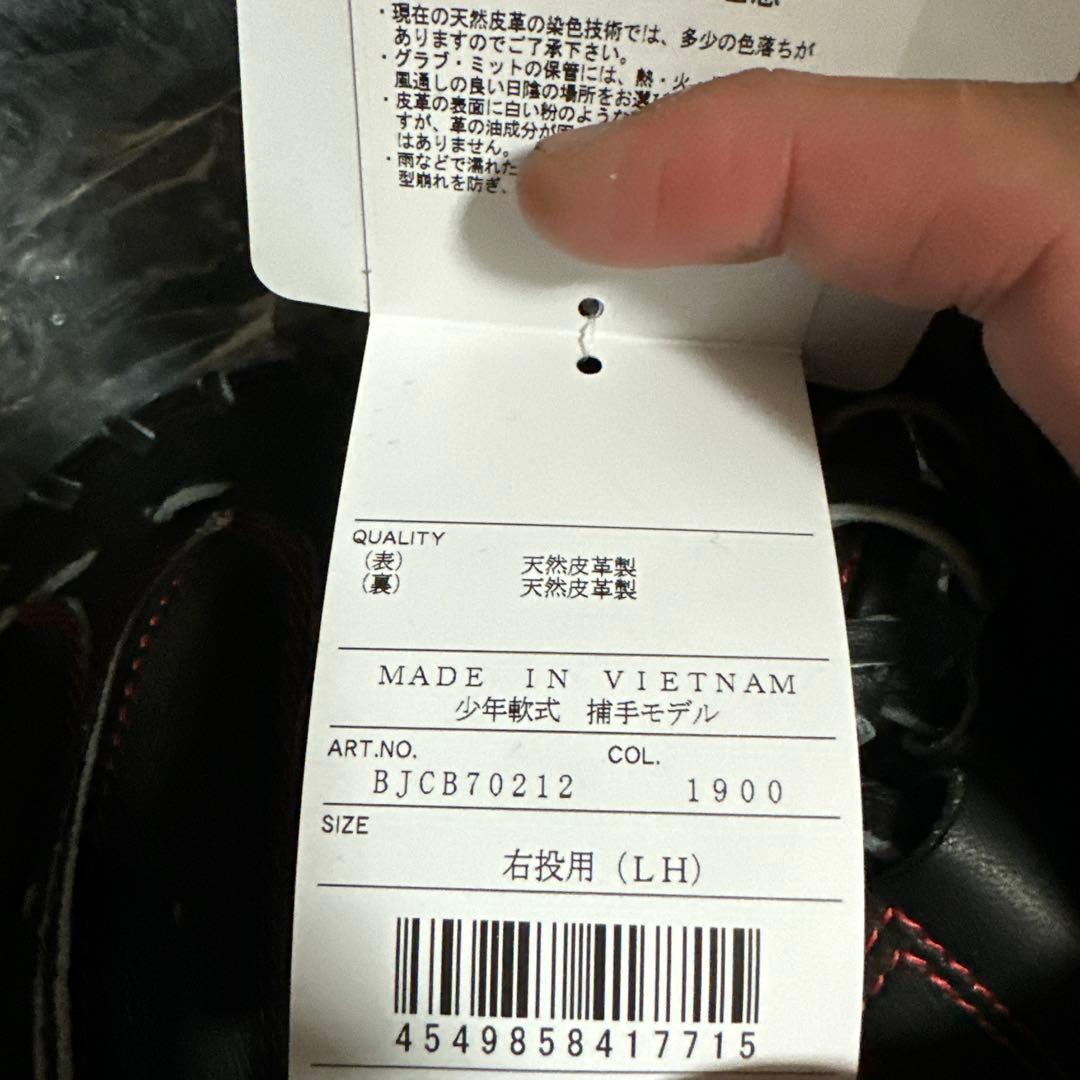 ・現在の天然皮革の染色技術では、多少の色落ちが
ありますのでご了承下さい。
・グラブ・ミットの保管には、熱・火
風通しの良い日陰の場所をお選
・皮革の表面に白い粉のような
すが、革の油成分が
はありません。
・雨などで濡れた
型崩れを防ぎ、
QUALITY
(表) 天然皮革製
(裏) 天然皮革製
MADE IN VIETNAM
少年軟式 捕手モデル
ART.NO. COL.
BJCB70212 1900
SIZE
右投用(LH)
4549858417715